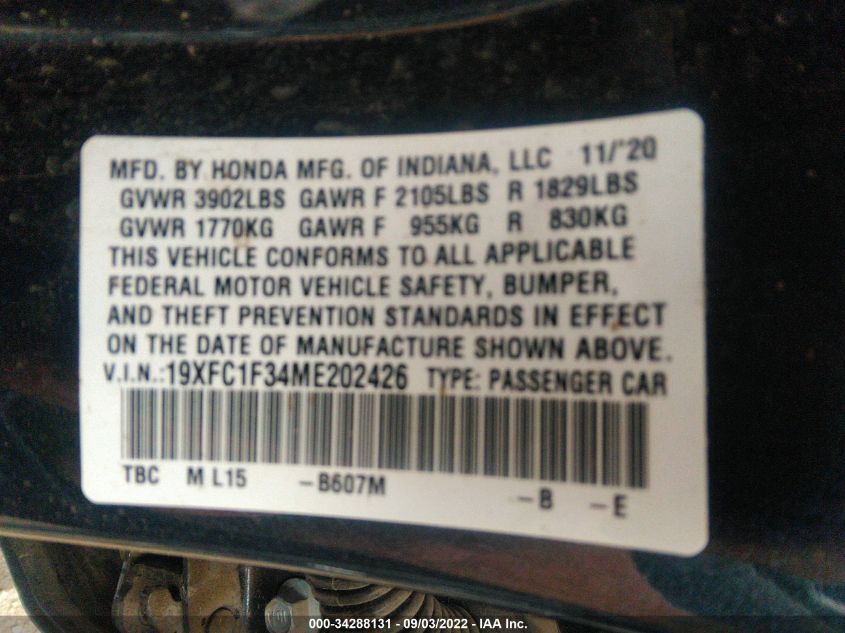 MFD. BY HONDA MFG. OF INDIANA, LLC 11/'20
GVWR 3902LBS GAWR F 2105LBS R 1829LBS
GVWR 1770KG GAWR F 955KG R 830KG
THIS VEHICLE CONFORMS TO ALL APPLICABLE
FEDERAL MOTOR VEHICLE SAFETY, BUMPER,
AND THEFT PREVENTION STANDARDS IN EFFECT
ON THE DATE OF MANUFACTURE SHOWN ABOVE.
V.I.N.:19XFC1F34ME202426 TYPE: PASSENGER CAR
TBC M L15 -B607M -B -E
000-34288131 - 09/03/2022 - IAA Inc.